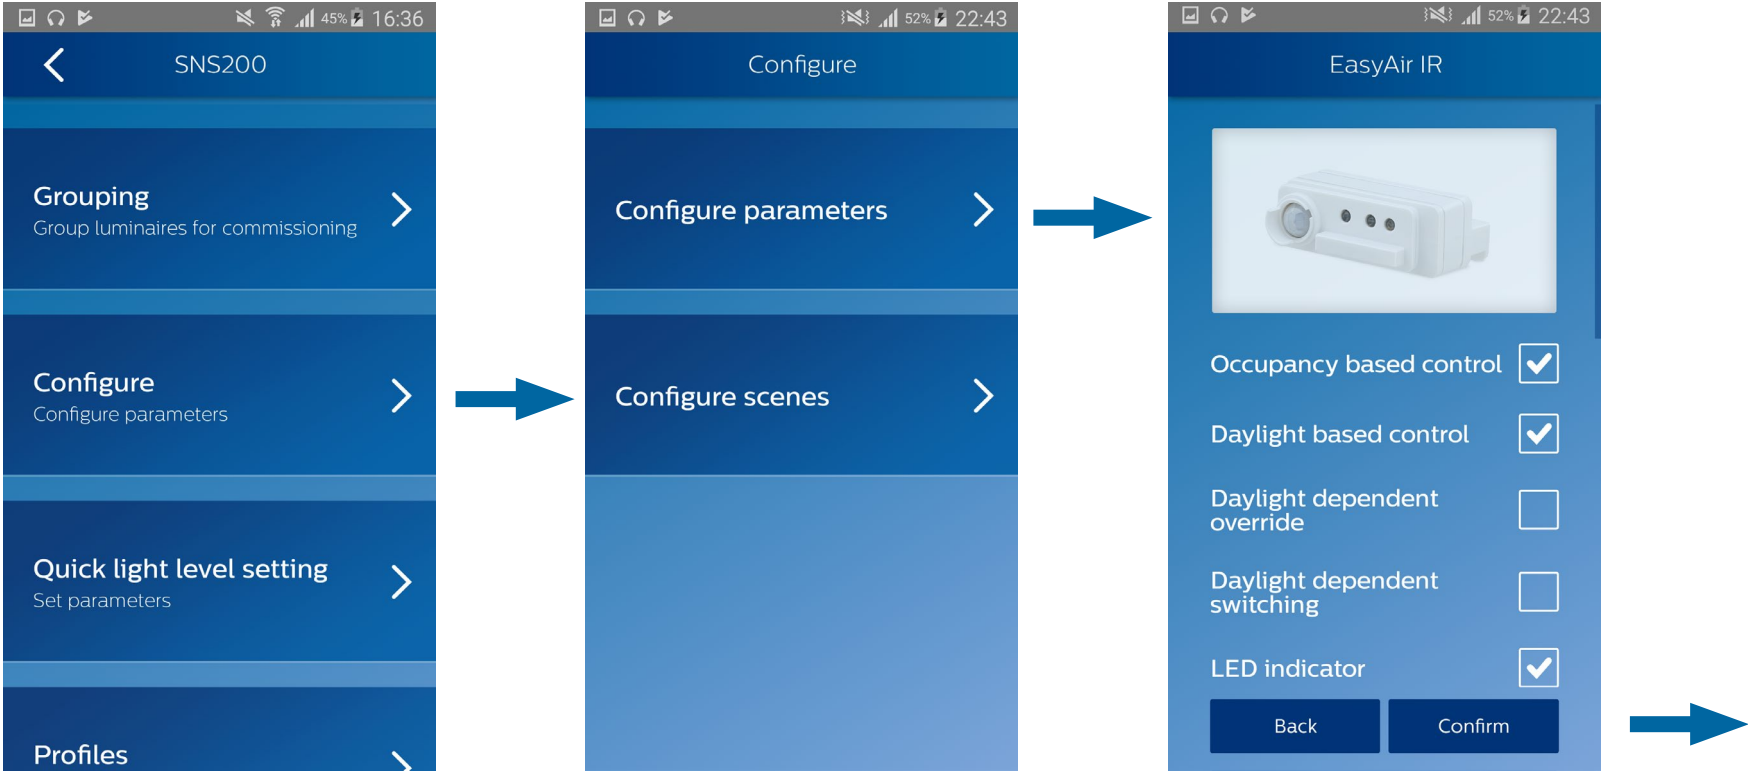 45% 16:36
SNS200
Grouping
Group luminaires for commissioning
Configure
Configure parameters
Quick light level setting
Set parameters
Profiles
52% 22:43
Configure
Configure parameters
Configure scenes
52% 22:43
EasyAir IR
Occupancy based control
Daylight based control
Daylight dependent
override
Daylight dependent
switching
LED indicator
Back
Confirm